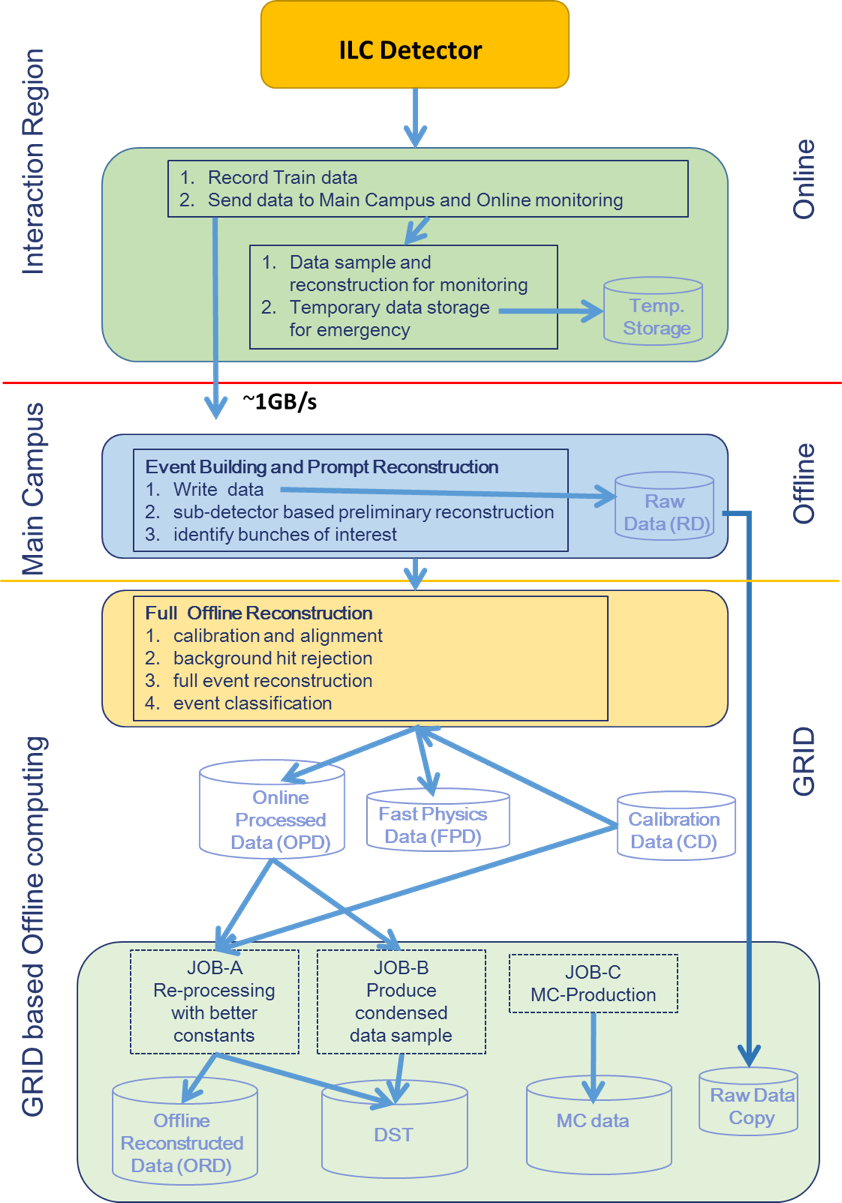 ILC Detector
Interaction Region
Online
1. Record Train data
2. Send data to Main Campus and Online monitoring
1. Data sample and
reconstruction for monitoring
2. Temporary data storage
for emergency
Temp.
Storage
~1GB/s
Main Campus
Offline
Event Building and Prompt Reconstruction
1. Write data
2. sub-detector based preliminary reconstruction
3. identify bunches of interest
Raw
Data (RD)
GRID based Offline computing
GRID
Full Offline Reconstruction
1. calibration and alignment
2. background hit rejection
3. full event reconstruction
4. event classification
Online
Processed
Data (OPD)
Fast Physics
Data (FPD)
Calibration
Data (CD)
JOB-A
Re-processing
with better
constants
JOB-B
Produce
condensed
data sample
JOB-C
MC-Production
Offline
Reconstructed
Data (ORD)
DST
MC data
Raw Data
Copy